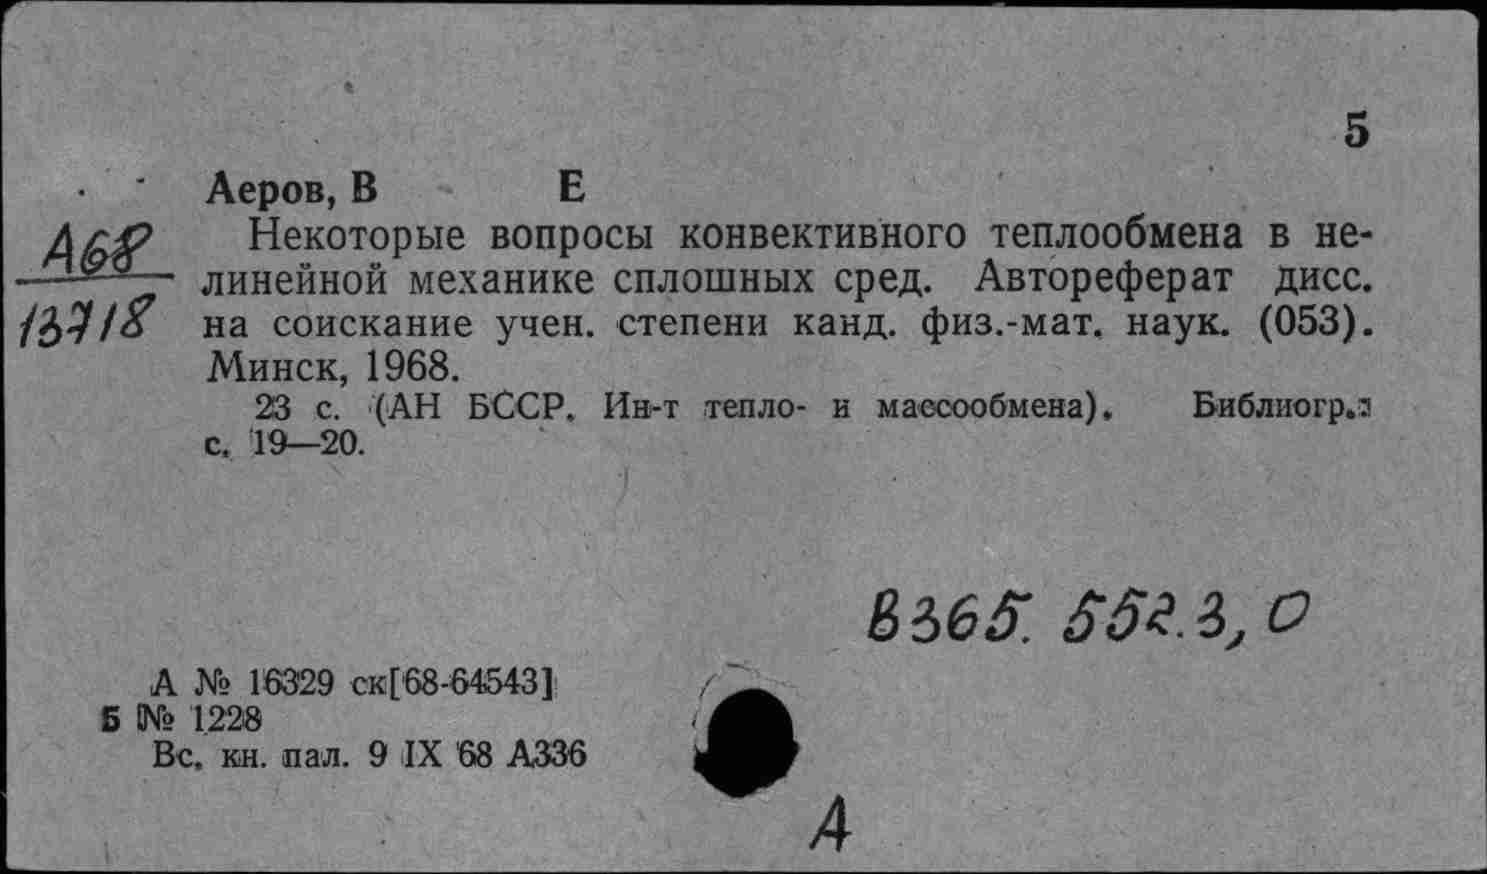 5
Аеров, В Е
А68
13718
Некоторые вопросы конвективного теплообмена в не-
линейной механике сплошных сред. Автореферат дисс.
на соискание учен. степени канд. физ.-мат. наук. (053).
Минск, 1968.
23 с. (АН БССР. Ин-т тепло- и массообмена). Библиогр.:
с. 19—20.
В365.552.3,0
А № 16329 ск[68-64543]
Б № 1228
Вс. кн. пал. 9 IX 68 А336
А